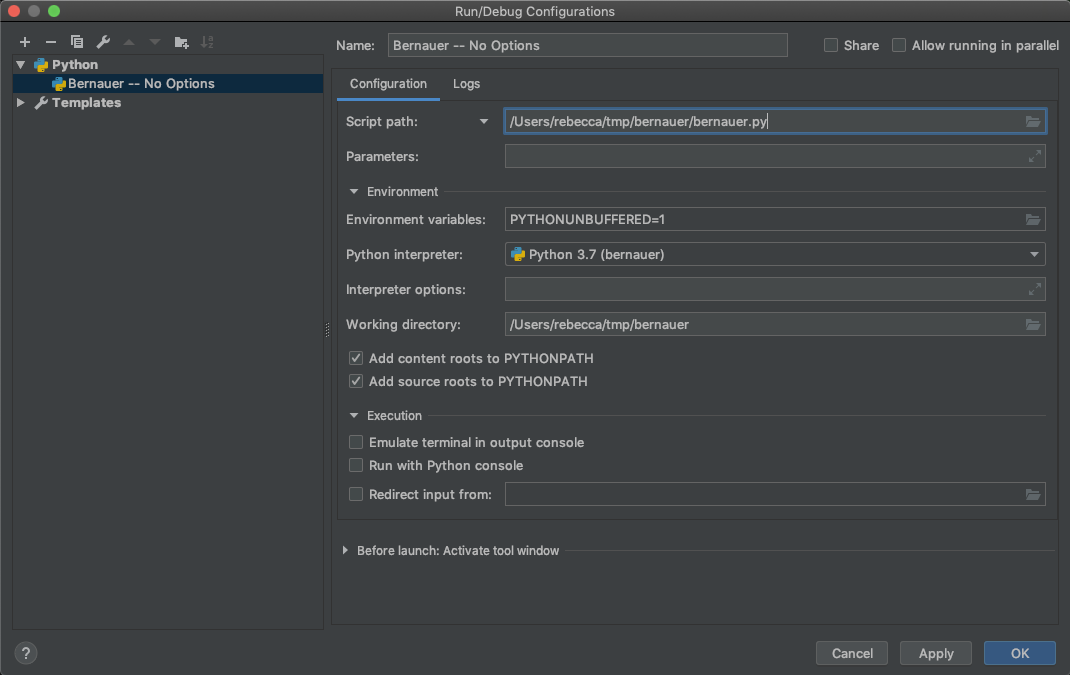 Run/Debug Configurations
Name: Bernauer -- No Options Share Allow running in parallel
Python
Bernauer -- No Options
Templates
Configuration Logs
Script path: /Users/rebecca/tmp/bernauer/bernauer.py
Parameters:
Environment
Environment variables: PYTHONUNBUFFERED=1
Python interpreter: Python 3.7 (bernauer)
Interpreter options:
Working directory: /Users/rebecca/tmp/bernauer
Add content roots to PYTHONPATH
Add source roots to PYTHONPATH
Execution
Emulate terminal in output console
Run with Python console
Redirect input from:
Before launch: Activate tool window
? Cancel Apply OK